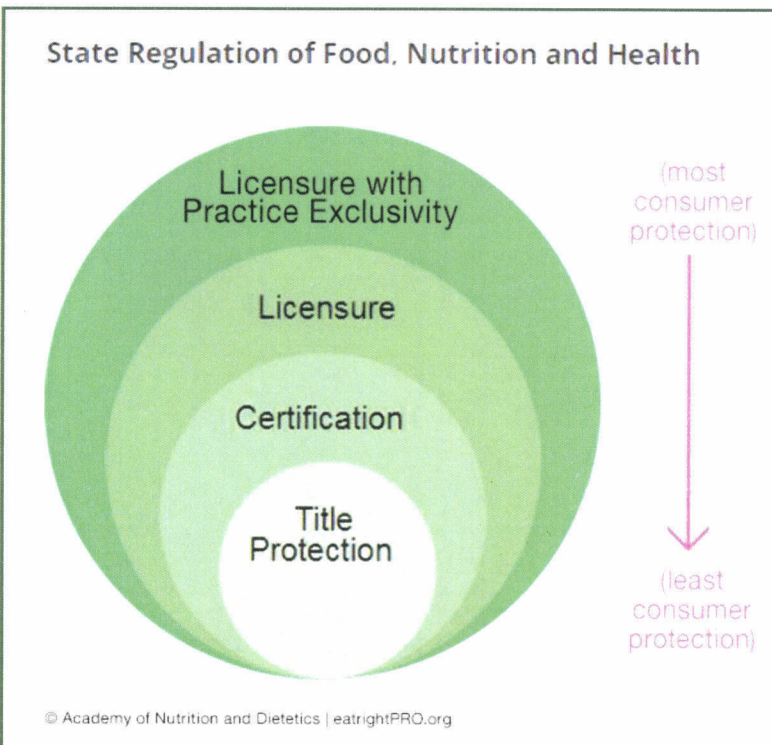 State Regulation of Food, Nutrition and Health
Licensure with
Practice Exclusivity
(most
consumer
protection)
Licensure
Certification
Title
Protection
(least
consumer
protection)
© Academy of Nutrition and Dietetics | eatrightPRO.org